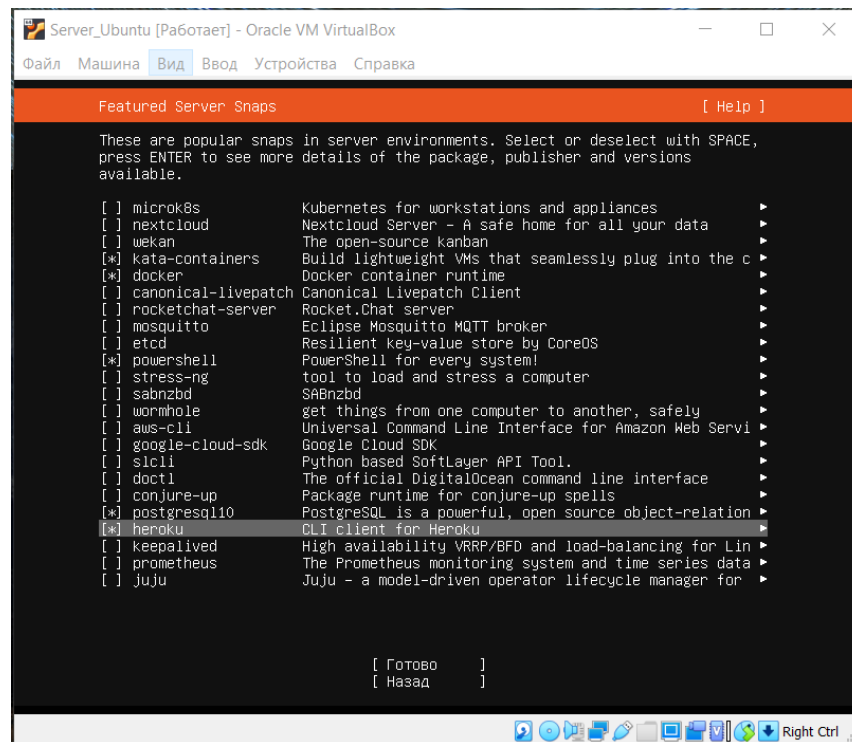 Server_Ubuntu [Работает] - Oracle VM VirtualBox
Файл Машина Вид Ввод Устройства Справка
Featured Server Snaps [ Help ]
These are popular snaps in server environments. Select or deselect with SPACE,
press ENTER to see more details of the package, publisher and versions
available.
[ ] microk8s Kubernetes for workstations and appliances ►
[ ] nextcloud Nextcloud Server - A safe home for all your data ►
[ ] wekan The open-source kanban ►
[*] kata-containers Build lightweight VMs that seamlessly plug into the c ►
[*] docker Docker container runtime ►
[ ] canonical-livepatch Canonical Livepatch Client ►
[ ] rocketchat-server Rocket.Chat server ►
[ ] mosquitto Eclipse Mosquitto MQTT broker ►
[ ] etcd Resilient key-value store by CoreOS ►
[*] powershell PowerShell for every system! ►
[ ] stress-ng tool to load and stress a computer ►
[ ] sabnzbd SABnzbd ►
[ ] wormhole get things from one computer to another, safely ►
[ ] aws-cli Universal Command Line Interface for Amazon Web Servi ►
[ ] google-cloud-sdk Google Cloud SDK ►
[ ] slcli Python based SoftLayer API Tool. ►
[ ] doctl The official DigitalOcean command line interface ►
[ ] conjure-up Package runtime for conjure-up spells ►
[*] postgresql10 PostgreSQL is a powerful, open source object-relation ►
[*] heroku CLI client for Heroku ►
[ ] keepalived High availability VRRP/BFD and load-balancing for Lin ►
[ ] prometheus The Prometheus monitoring system and time series data ►
[ ] juju Juju - a model-driven operator lifecycle manager for ►
[ Готово ]
[ Назад ]
Right Ctrl